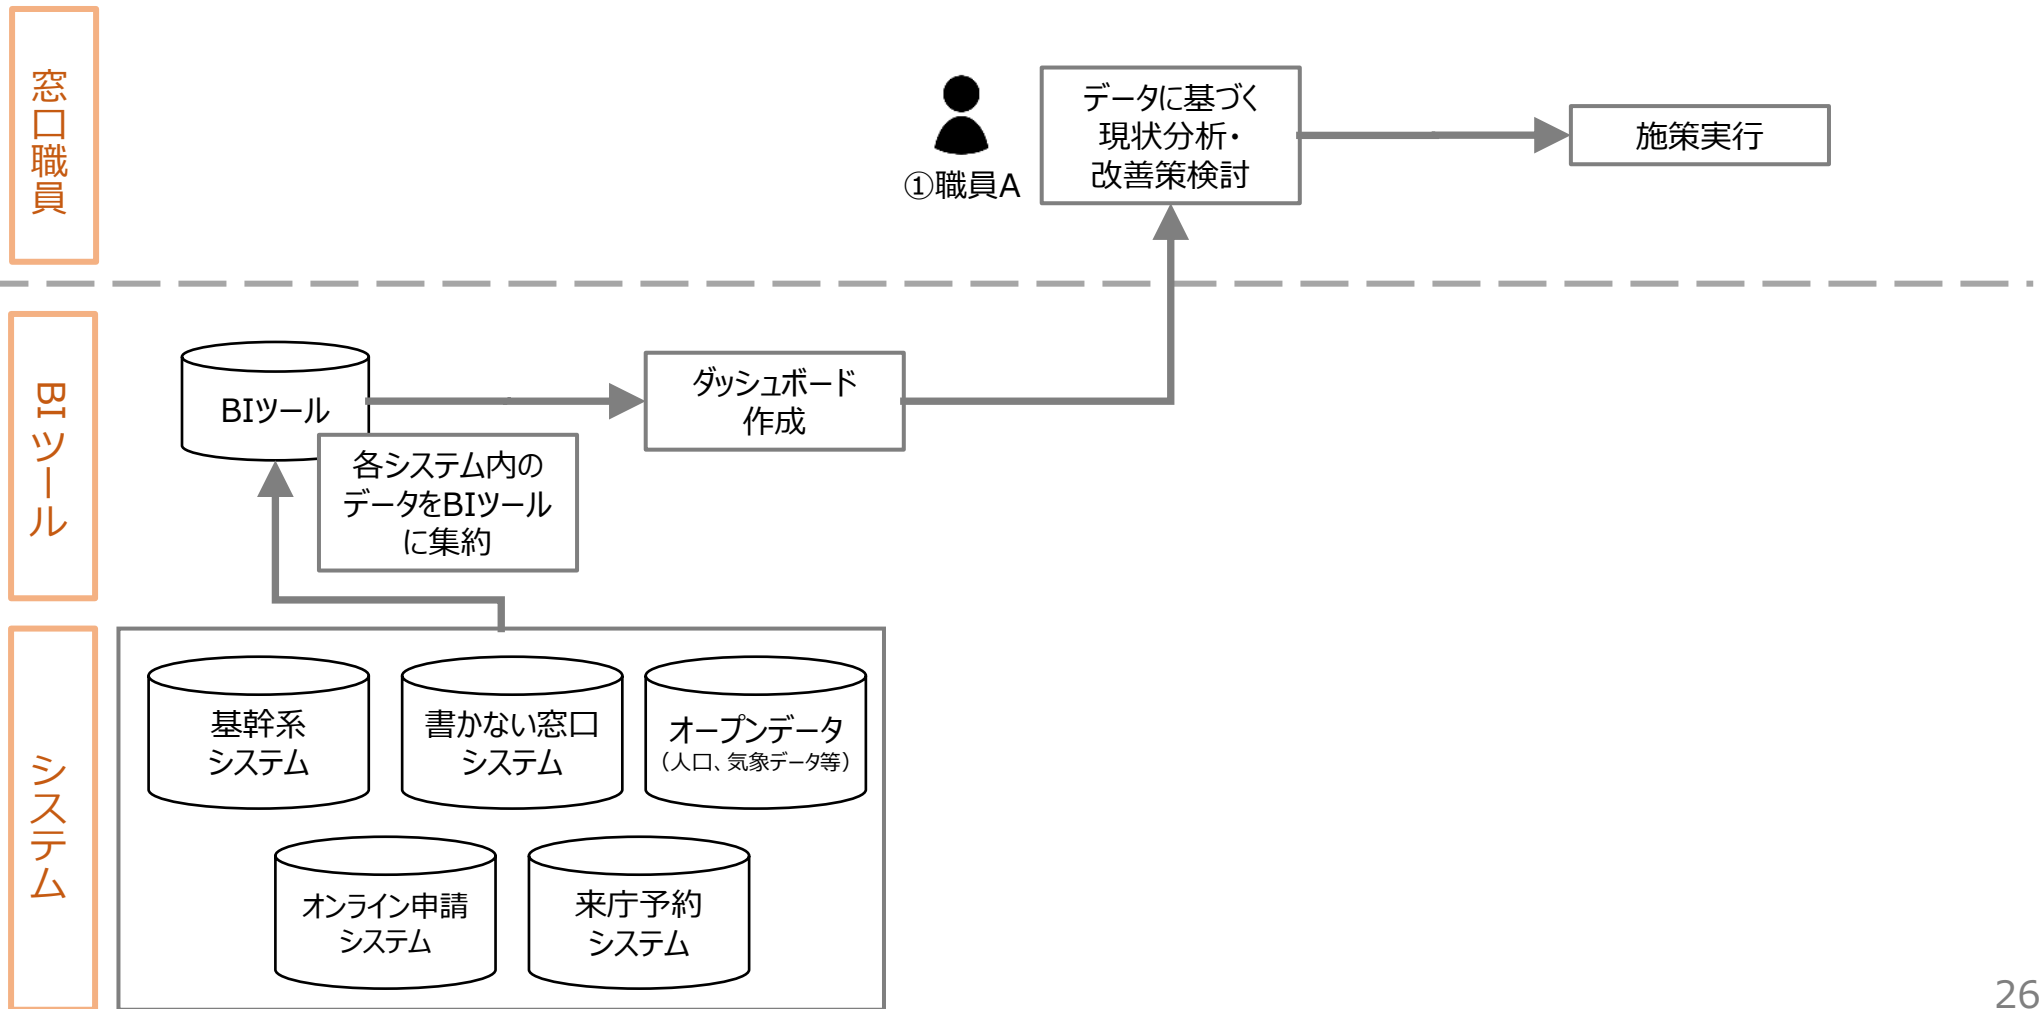 窓口職員
①職員A
データに基づく
現状分析・
改善策検討
施策実行
BIツール
BIツール
各システム内の
データをBIツール
に集約
ダッシュボード
作成
システム
基幹系
システム
書かない窓口
システム
オープンデータ
（人口、気象データ等）
オンライン申請
システム
来庁予約
システム
26